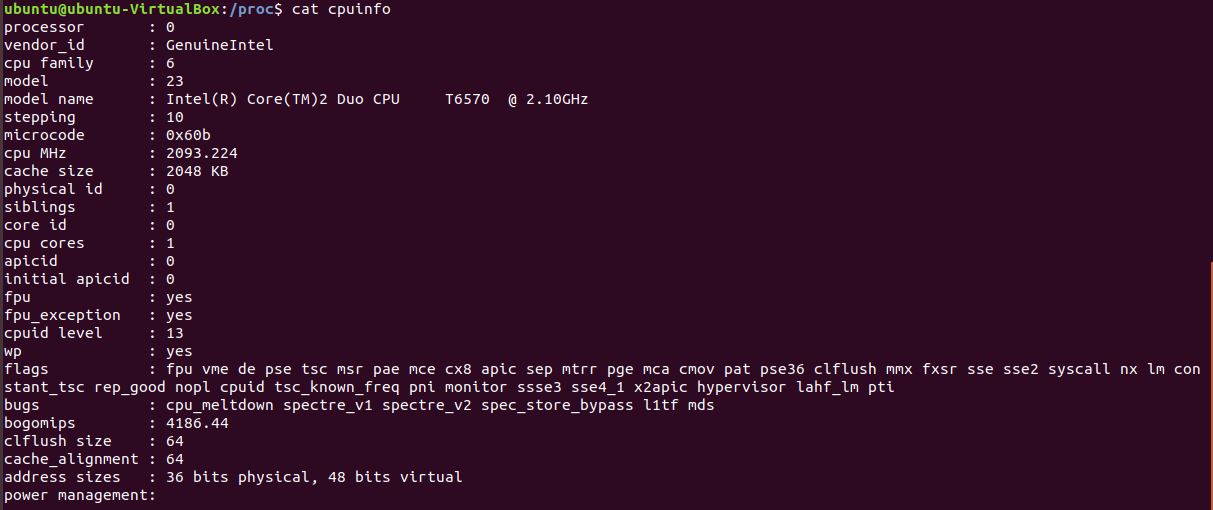 ubuntu@ubuntu-VirtualBox:/proc$ cat cpuinfo
processor       : 0
vendor_id       : GenuineIntel
cpu family      : 6
model           : 23
model name      : Intel(R) Core(TM)2 Duo CPU     T6570  @ 2.10GHz
stepping        : 10
microcode       : 0x60b
cpu MHz         : 2093.224
cache size      : 2048 KB
physical id     : 0
siblings        : 1
core id         : 0
cpu cores       : 1
apicid          : 0
initial apicid  : 0
fpu             : yes
fpu_exception   : yes
cpuid level     : 13
wp              : yes
flags           : fpu vme de pse tsc msr pae mce cx8 apic sep mtrr pge mca cmov pat pse36 clflush mmx fxsr sse sse2 syscall nx lm con
stant_tsc rep_good nopl cpuid tsc_known_freq pni monitor ssse3 sse4_1 x2apic hypervisor lahf_lm pti
bugs            : cpu_meltdown spectre_v1 spectre_v2 spec_store_bypass l1tf mds
bogomips        : 4186.44
clflush size    : 64
cache_alignment : 64
address sizes   : 36 bits physical, 48 bits virtual
power management: